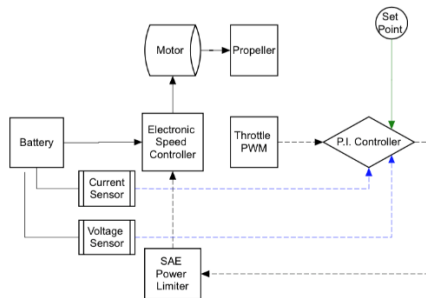 Set
Point
Motor
Propeller
Battery
Electronic
Speed
Controller
Throttle
PWM
P.I. Controller
Current
Sensor
Voltage
Sensor
SAE
Power
Limiter